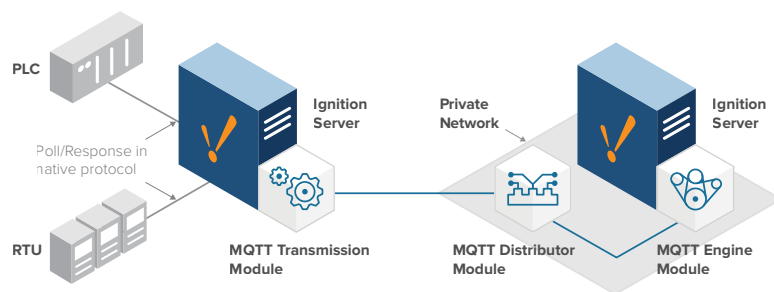 PLC
Ignition
Server
Private
Network
Ignition
Server
Poll/Response in
native protocol
RTU
MQTT Transmission
Module
MQTT Distributor
Module
MQTT Engine
Module